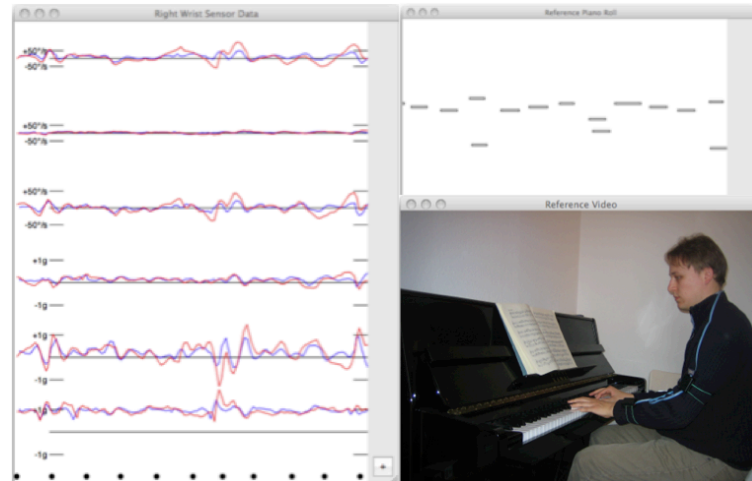 Right Wrist Sensor Data
+50°/s
-50°/s
+50°/s
-50°/s
+50°/s
-50°/s
+1g
-1g
+1g
-1g
+1g
-1g
+
Reference Piano Roll
Reference Video